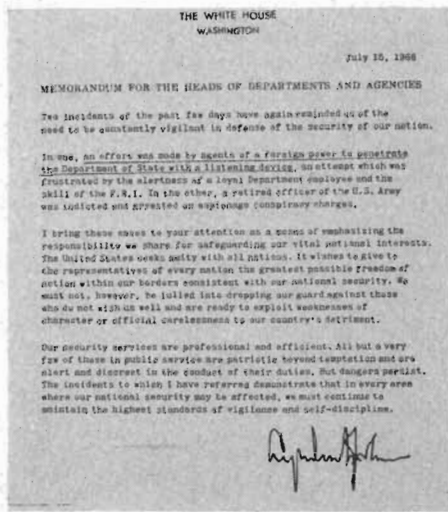 THE WHITE HOUSE
WASHINGTON
July 15, 1966
MEMORANDUM FOR THE HEADS OF DEPARTMENTS AND AGENCIES
Two incidents of the past few days have again reminded us of the
need to be constantly vigilant in defense of the security of our nation.
In one, an effort was made by agents of a foreign power to penetrate
the Department of State with a listening device, an attempt which was
frustrated by the alertness of a loyal Department employee and the
skill of the F.B.I. In the other, a retired officer of the U.S. Army
was indicted and arrested on espionage conspiracy charges.
I bring these cases to your attention as a means of emphasizing the
responsibility we share for safeguarding our vital national interests.
The United States seeks amity with all nations. It wishes to give to
the representatives of every nation the greatest possible freedom of
action within our borders consistent with our national security. We
must not, however, be lulled into dropping our guard against those
who do not wish us well and are ready to exploit weaknesses of
character or official carelessness to our country's detriment.
Our security services are professional and efficient. All but a very
few of those in public service are patriotic beyond temptation and are
alert and discreet in the conduct of their duties. But dangers persist.
The incidents to which I have referred demonstrate that in every area
where our national security may be affected, we must continue to
maintain the highest standards of vigilance and self-discipline.